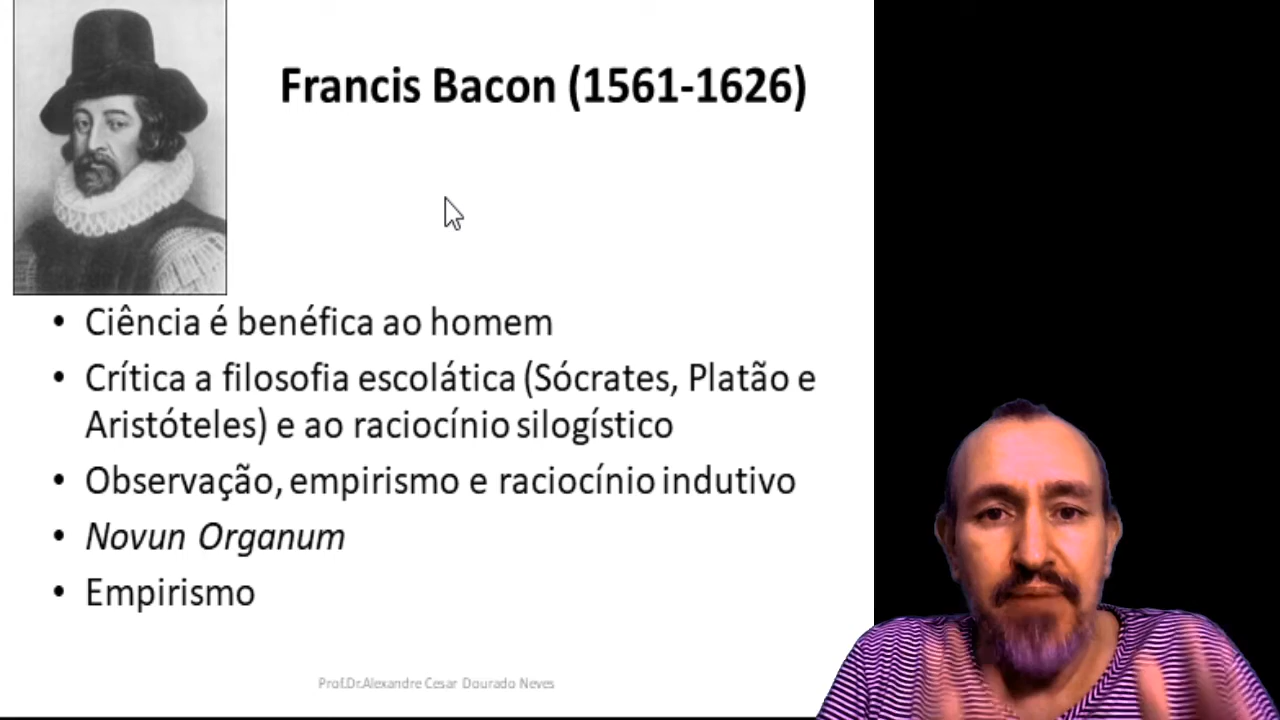 Francis Bacon (1561-1626)
• Ciência é benéfica ao homem
• Crítica a filosofia escolática (Sócrates, Platão e
Aristóteles) e ao raciocínio silogístico
• Observação, empirismo e raciocínio indutivo
• Novun Organum
• Empirismo
Prof.Dr.Alexandre Cesar Dourado Neves